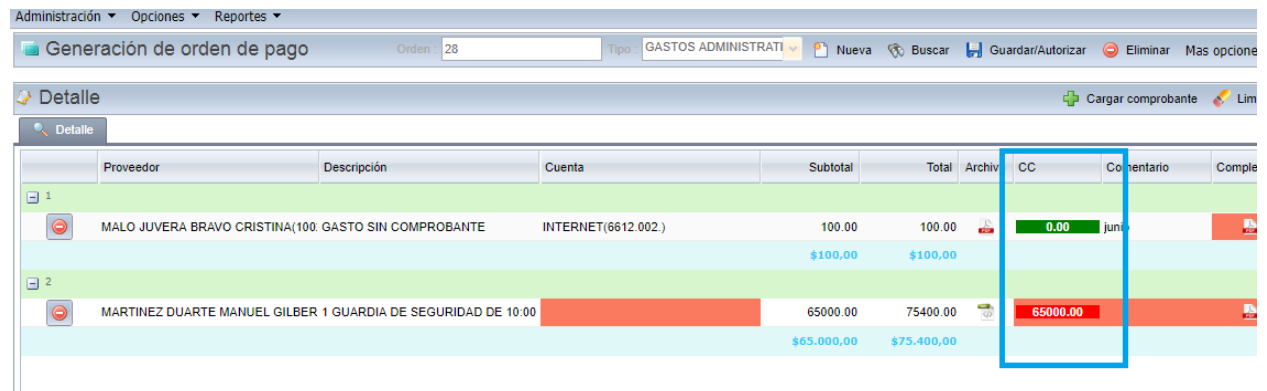 Administración Opciones Reportes
Generación de orden de pago Orden : 28 Tipo : GASTOS ADMINISTRATI Nueva Buscar Guardar/Autorizar Eliminar Mas opcione
Detalle Cargar comprobante Lim
Detalle
Proveedor Descripción Cuenta Subtotal Total Archiv CC Comentario Comple
1
MALO JUVERA BRAVO CRISTINA(100: GASTO SIN COMPROBANTE INTERNET(6612.002.) 100.00 100.00 0.00 junio
$100,00 $100,00
2
MARTINEZ DUARTE MANUEL GILBER 1 GUARDIA DE SEGURIDAD DE 10:00 65000.00 75400.00 65000.00
$65.000,00 $75.400,00